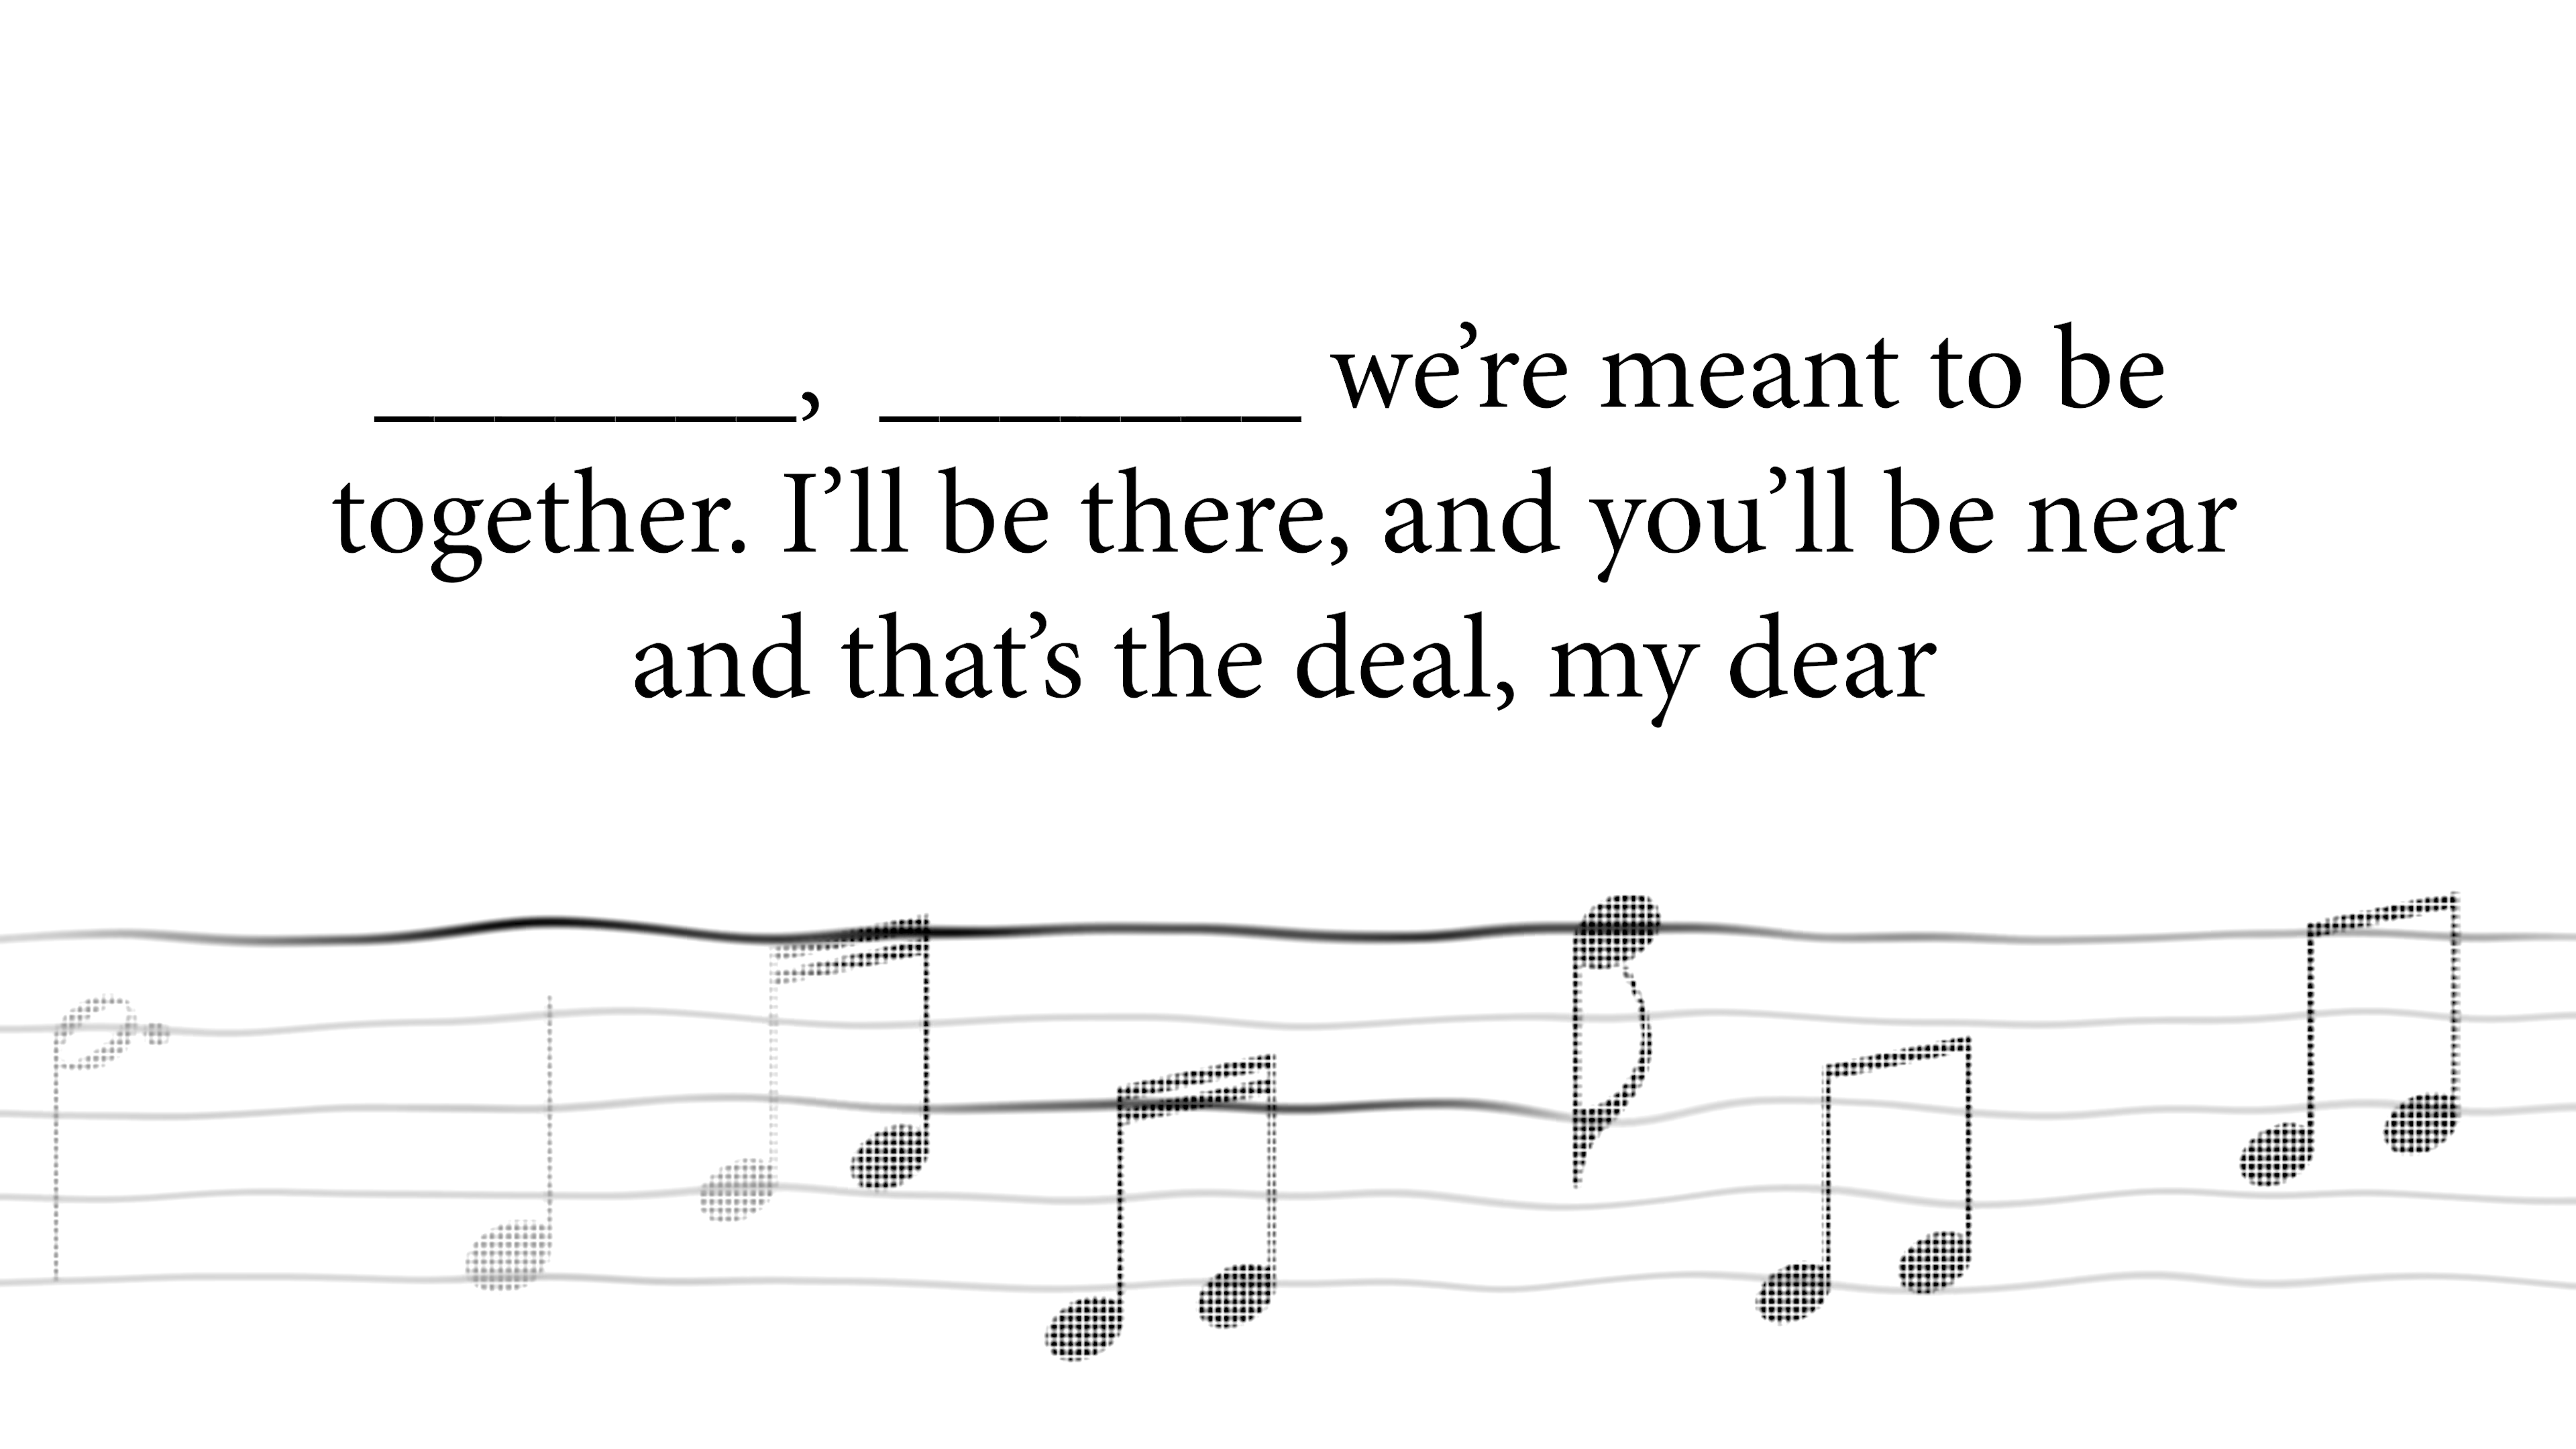 _______, _______ we’re meant to be
together. I’ll be there, and you’ll be near
and that’s the deal, my dear